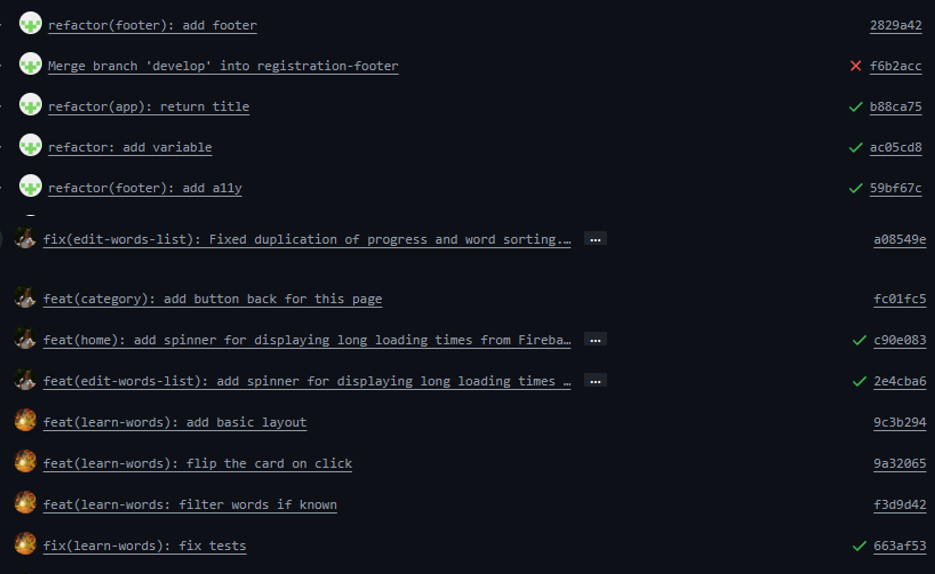 refactor(footer): add footer 2829a42
Merge branch 'develop' into registration-footer f6b2acc
refactor(app): return title b88ca75
refactor: add variable ac05cd8
refactor(footer): add a11y 59bf67c
fix(edit-words-list): Fixed duplication of progress and word sorting.… ... a08549e
feat(category): add button back for this page fc01fc5
feat(home): add spinner for displaying long loading times from Fireba… ... c90e083
feat(edit-words-list): add spinner for displaying long loading times … ... 2e4cba6
feat(learn-words): add basic layout 9c3b294
feat(learn-words): flip the card on click 9a32065
feat(learn-words: filter words if known f3d9d42
fix(learn-words): fix tests 663af53